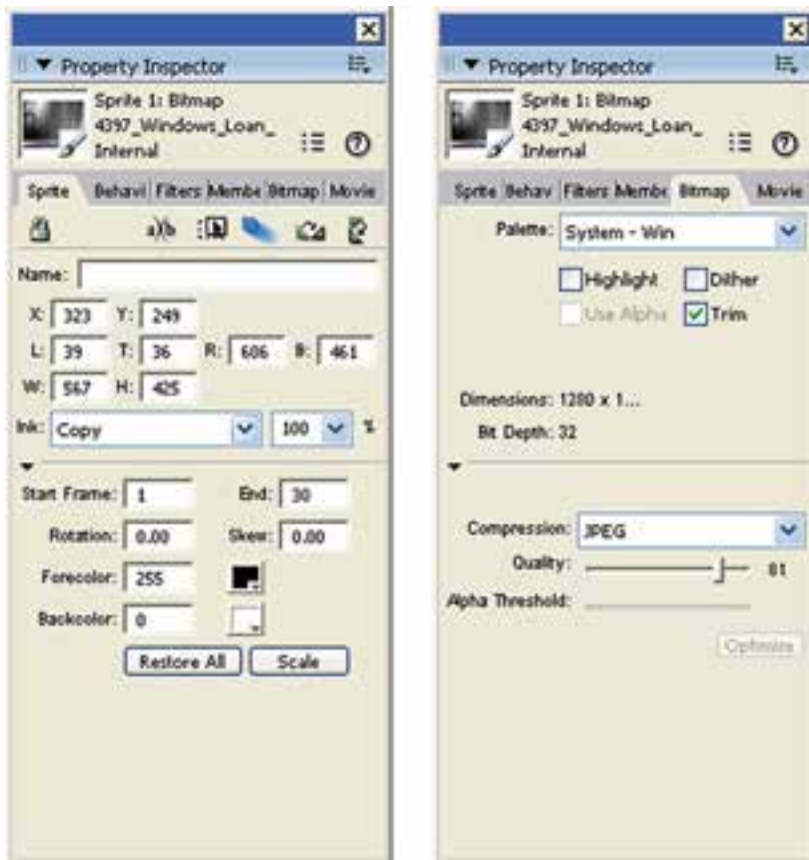 Property Inspector
Sprite 1: Bitmap
4397_Windows_Loan_
Internal
Sprite Behavi Filters Membe Bitmap Movie
a)(b
Name:
X: 323 Y: 249
L: 39 T: 36 R: 606 B: 461
W: 567 H: 425
Ink: Copy 100 %
Start Frame: 1 End: 30
Rotation: 0.00 Skew: 0.00
Forecolor: 255
Backcolor: 0
Restore All Scale
Property Inspector
Sprite 1: Bitmap
4397_Windows_Loan_
Internal
Sprite Behav Filters Membe Bitmap Movie
Palette: System - Win
Highlight Dither
Use Alpha Trim
Dimensions: 1280 x 1...
Bit Depth: 32
Compression: JPEG
Quality: 81
Alpha Threshold:
Optimize